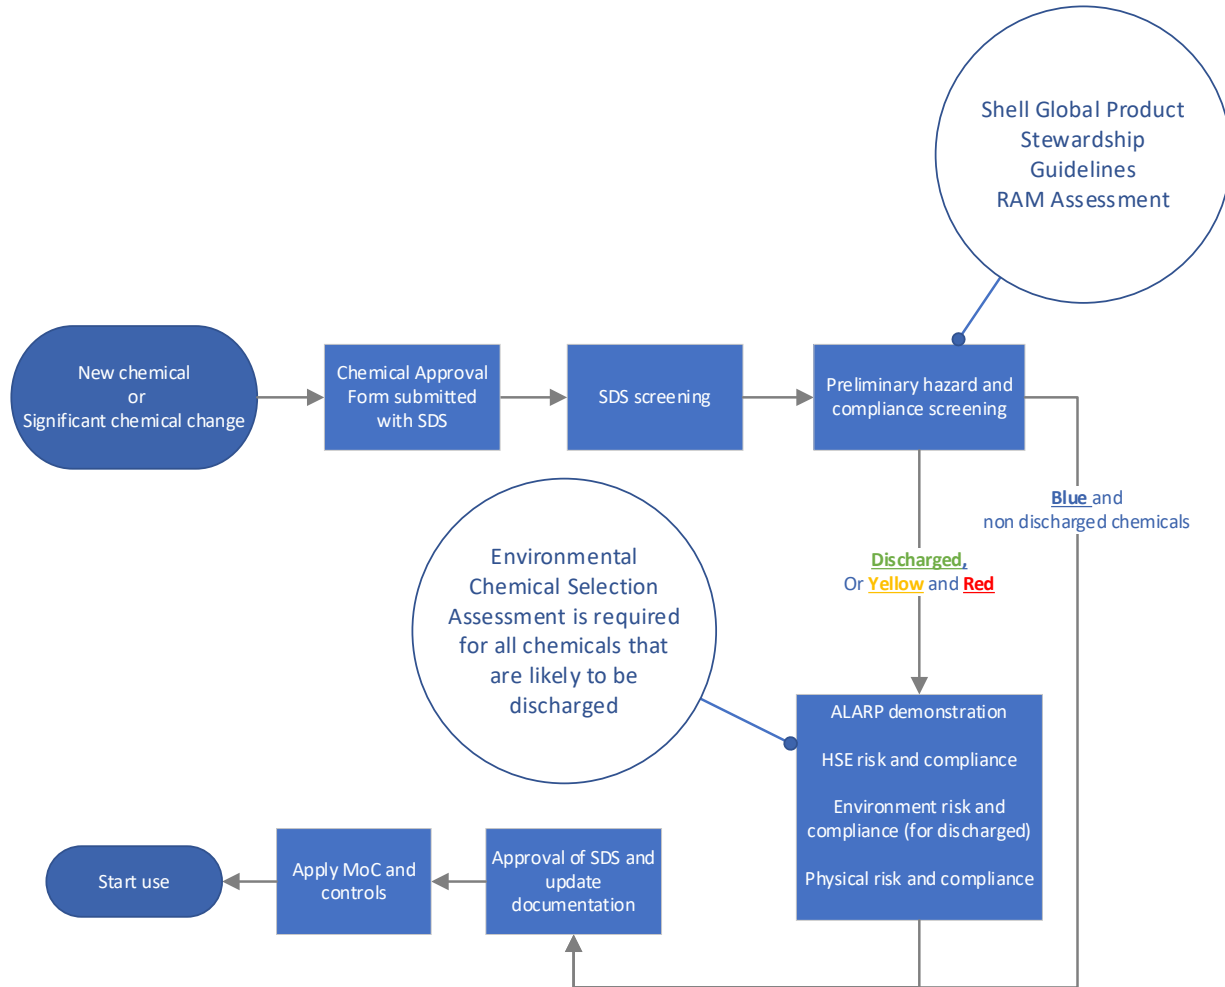 Shell Global Product
Stewardship
Guidelines
RAM Assessment
New chemical
or
Significant chemical change
Chemical Approval
Form submitted
with SDS
SDS screening
Preliminary hazard and
compliance screening
Blue and
non discharged chemicals
Discharged,
Or Yellow and Red
Environmental
Chemical Selection
Assessment is required
for all chemicals that
are likely to be
discharged
ALARP demonstration
HSE risk and compliance
Environment risk and
compliance (for discharged)
Physical risk and compliance
Approval of SDS and
update
documentation
Apply MoC and
controls
Start use